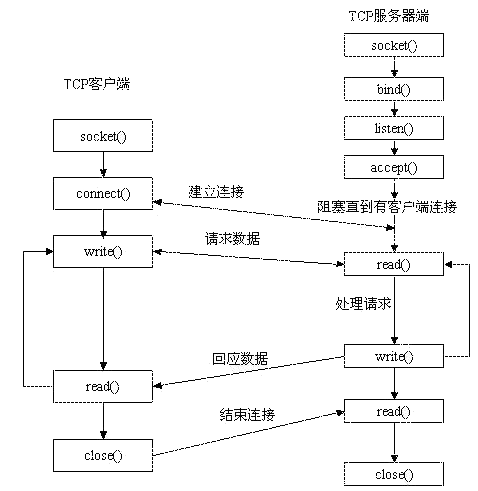 TCP服务器端
socket()
TCP客户端
bind()
listen()
socket()
accept()
connect()
建立连接
阻塞直到有客户端连接
请求数据
write()
read()
处理请求
回应数据
write()
read()
结束连接
read()
close()
close()